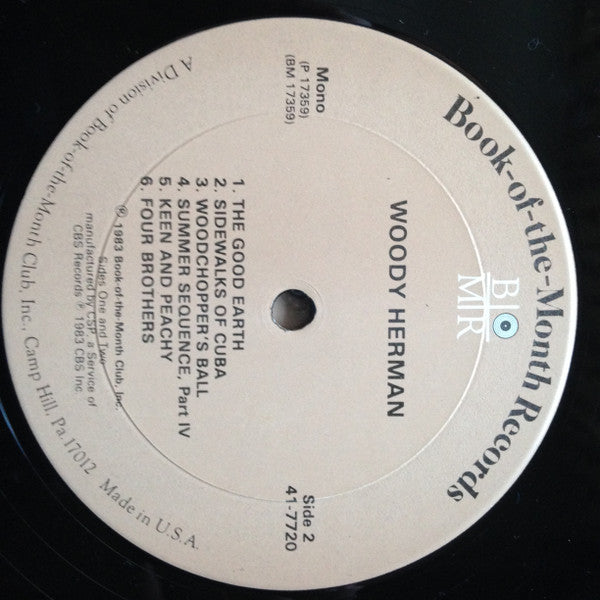 Book-of-the-Month Records
B O
M R
WOODY HERMAN
Mono
(P 17359)
(BM 17359)
Side 2
41-7720
1. THE GOOD EARTH
2. SIDEWALKS OF CUBA
3. WOODCHOPPER'S BALL
4. SUMMER SEQUENCE, Part IV
5. KEEN AND PEACHY
6. FOUR BROTHERS
℗ 1983 Book-of-the-Month Club, Inc.
Sides One and Two
manufactured by CSP, a Service of
CBS Records ℗ 1983 CBS Inc.
A Division of Book-of-the-Month Club, Inc., Camp Hill, Pa. 17012 Made in U.S.A.